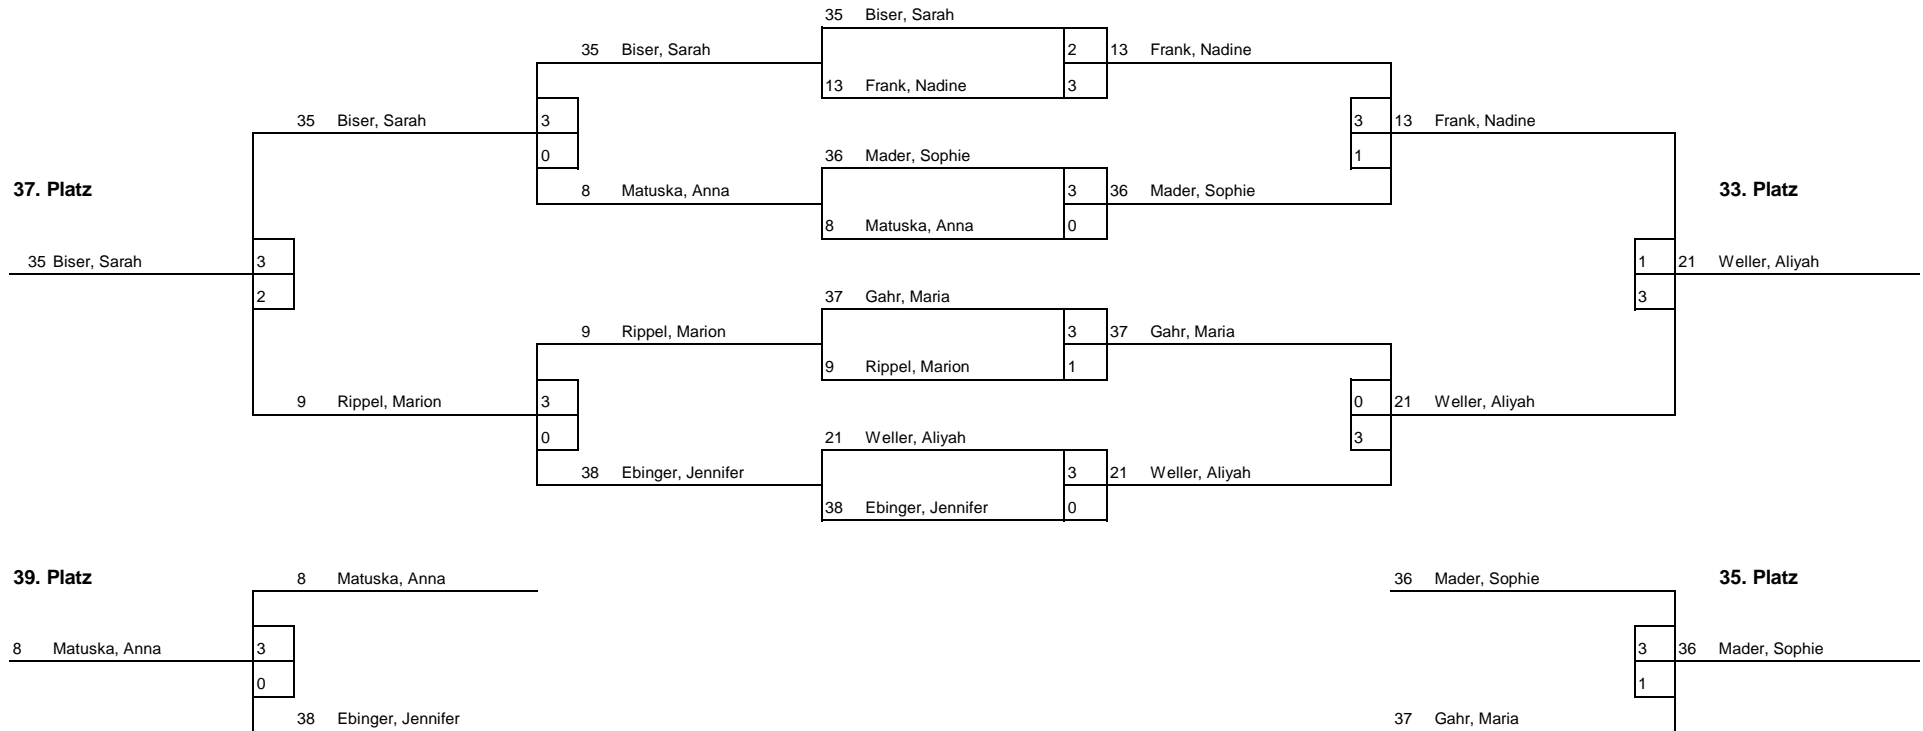 35 Biser, Sarah
35 Biser, Sarah 2 13 Frank, Nadine
13 Frank, Nadine 3
35 Biser, Sarah 3 3 13 Frank, Nadine
0 36 Mader, Sophie 1
37. Platz 8 Matuska, Anna 3 36 Mader, Sophie 33. Platz
8 Matuska, Anna 0
35 Biser, Sarah 3 1 21 Weller, Aliyah
2 37 Gahr, Maria 3
9 Rippel, Marion 3 37 Gahr, Maria
9 Rippel, Marion 1
9 Rippel, Marion 3 0 21 Weller, Aliyah
0 21 Weller, Aliyah 3
38 Ebinger, Jennifer 3 21 Weller, Aliyah
38 Ebinger, Jennifer 0
39. Platz 8 Matuska, Anna 36 Mader, Sophie 35. Platz
8 Matuska, Anna 3 3 36 Mader, Sophie
0 1
38 Ebinger, Jennifer 37 Gahr, Maria